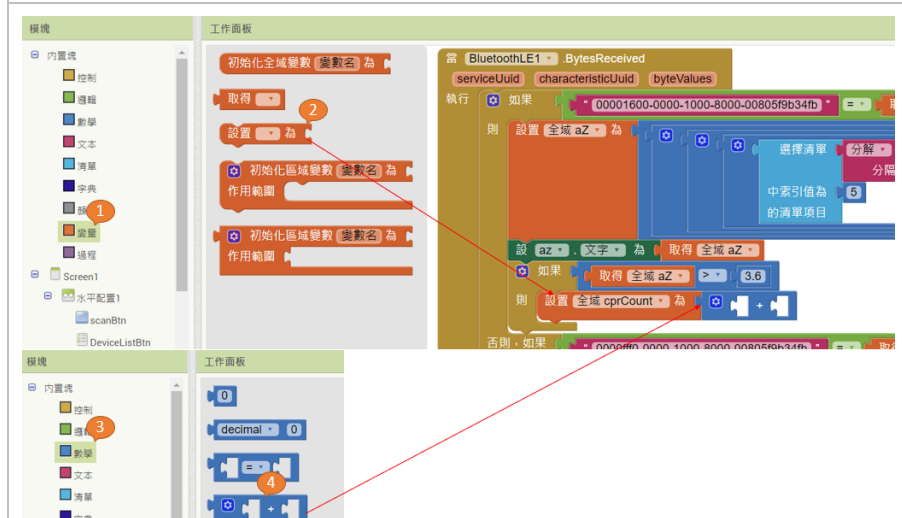 模塊
工作面板
內置塊
控制
邏輯
數學
文本
清單
字典
1
變量
過程
Screen1
水平配置1
scanBtn
DeviceListBtn
初始化全域變數 變數名 為
取得
2
設置 為
初始化區域變數 變數名 為
作用範圍
初始化區域變數 變數名 為
作用範圍
當 BluetoothLE1 .BytesReceived
serviceUuid characteristicUuid byteValues
執行 如果 " 00001600-0000-1000-8000-00805f9b34fb " =
則 設置 全域 aZ 為
選擇清單 分解
分隔
中索引值為 5
的清單項目
設 az . 文字 為 取得 全域 aZ
如果 取得 全域 aZ > 3.6
則 設置 全域 cprCount 為 +
否則,如果 " 0000fff0-0000-1000-8000-00805f9b34fb " =
模塊
工作面板
內置塊
控制
3
數學
文本
清單
0
decimal 0
=
4
+